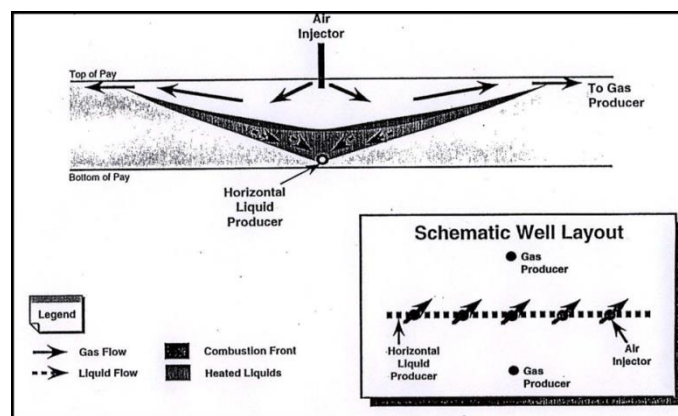 Air
Injector
Top of Pay
To Gas
Producer
Bottom of Pay
Horizontal
Liquid
Producer
Schematic Well Layout
Gas
Producer
Horizontal
Liquid
Producer
Air
Injector
Gas
Producer
Legend
Gas Flow
Combustion Front
Liquid Flow
Heated Liquids